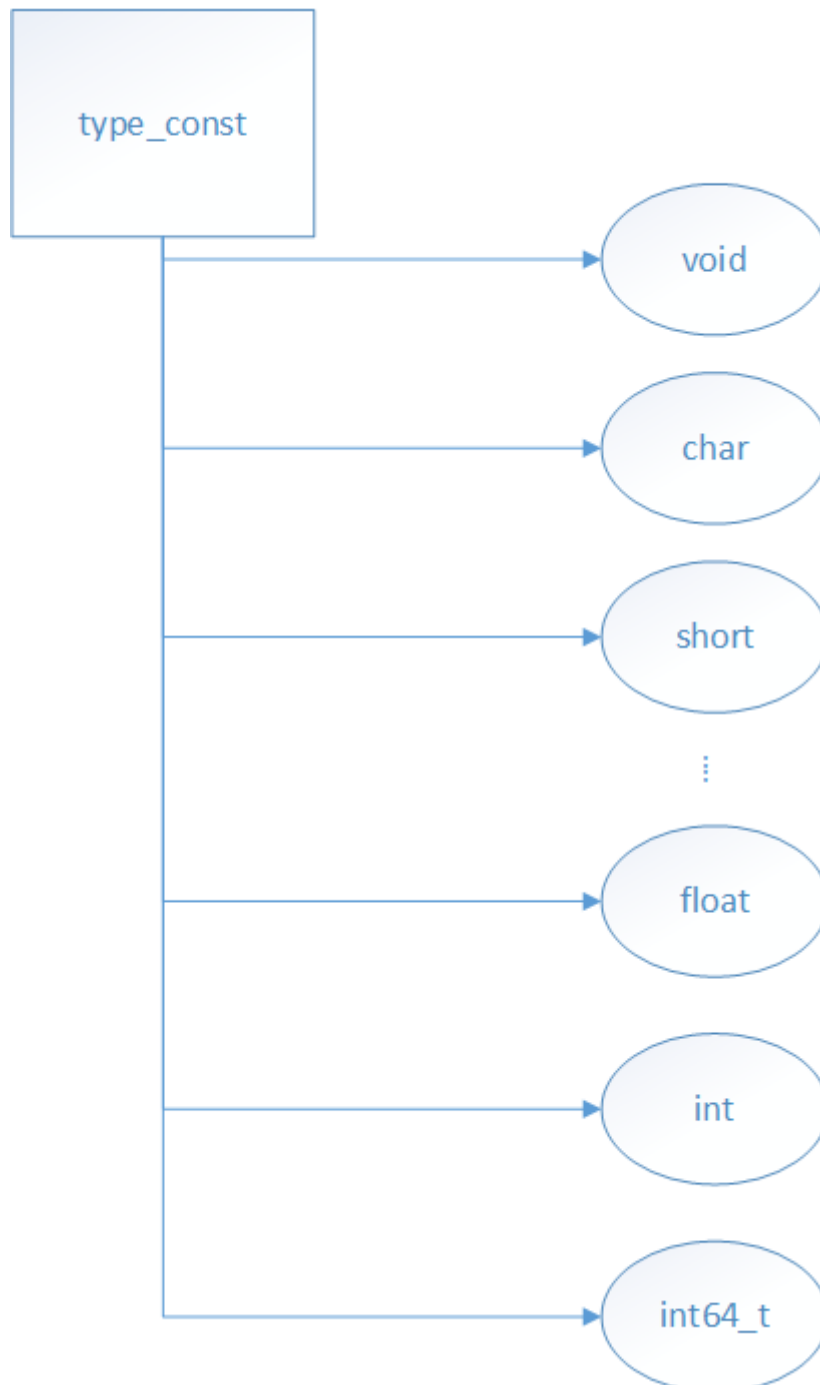 type_const
void
char
short
⁞
float
int
int64_t